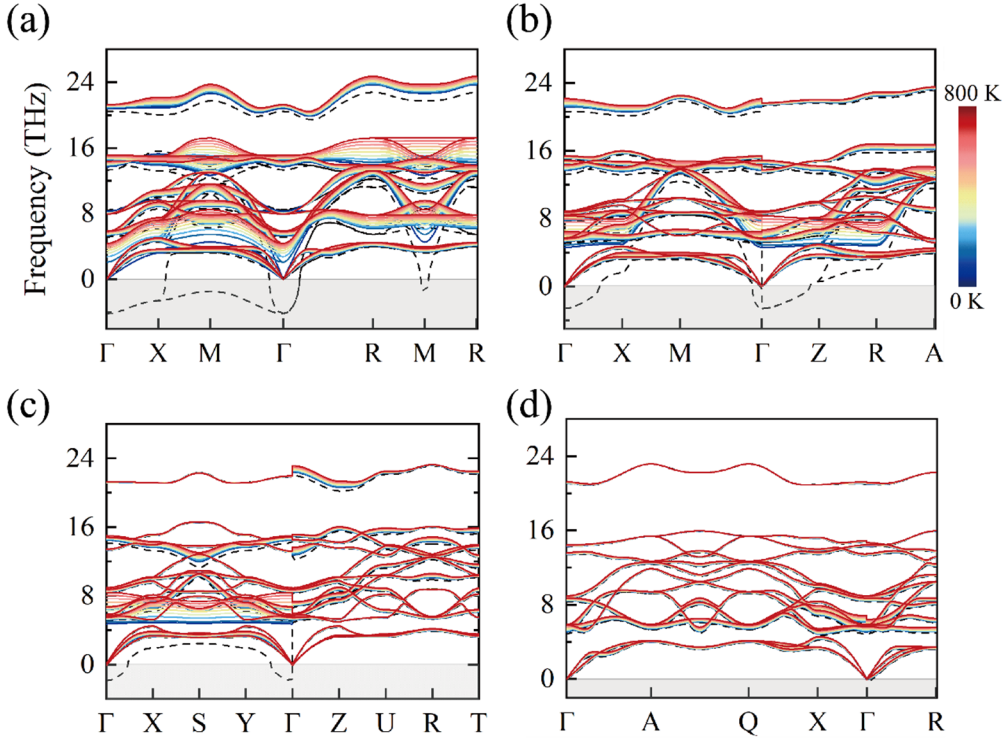 (a)
(b)
24
16
8
0
Frequency (THz)
Γ X M Γ R M R
24
16
8
0
Γ X M Γ Z R A
800 K
0 K
(c)
(d)
24
16
8
0
Γ X S Y Γ Z U R T
24
16
8
0
Γ A Q X Γ R